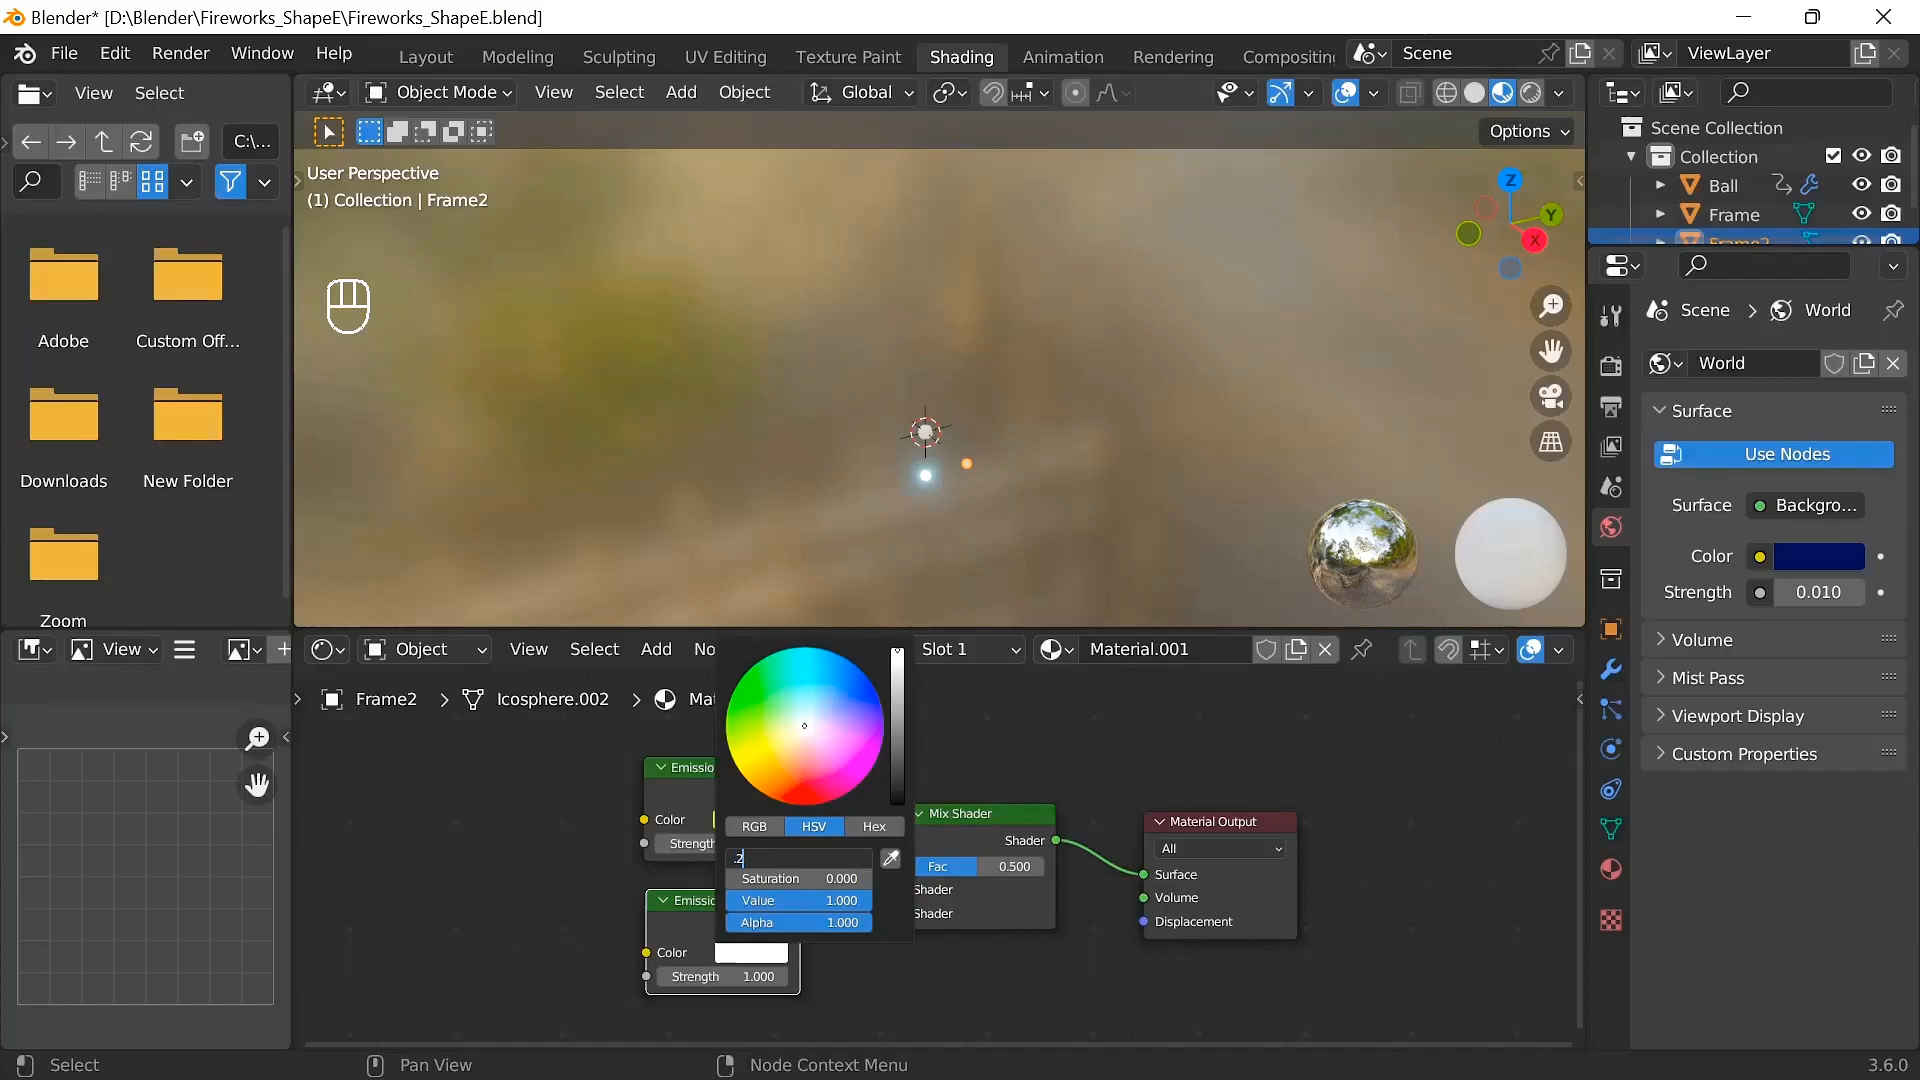 Blender* [D:\Blender\Fireworks_ShapeE\Fireworks_ShapeE.blend]
File Edit Render Window Help Layout Modeling Sculpting UV Editing Texture Paint Shading Animation Rendering Scene ViewLayer
View Select
Object Mode View Select Add Object Global
C:\...
Options
User Perspective
(1) Collection | Frame2
Z
Y
X
Scene Collection
Collection
Ball
Frame
Frame2
Adobe
Custom Off...
Downloads
New Folder
Zoom
Scene > World
World
Surface
Use Nodes
Surface Backgro...
Color
Strength 0.010
Volume
Mist Pass
Viewport Display
Custom Properties
View
Object View Select Add Slot 1 Material.001
Frame2 > Icosphere.002 >
Color
RGB HSV Hex
.2
Saturation 0.000
Value 1.000
Alpha 1.000
Color
Strength 1.000
Mix Shader
Shader
Fac 0.500
Shader
Shader
Material Output
All
Surface
Volume
Displacement
Select Pan View Node Context Menu 3.6.0